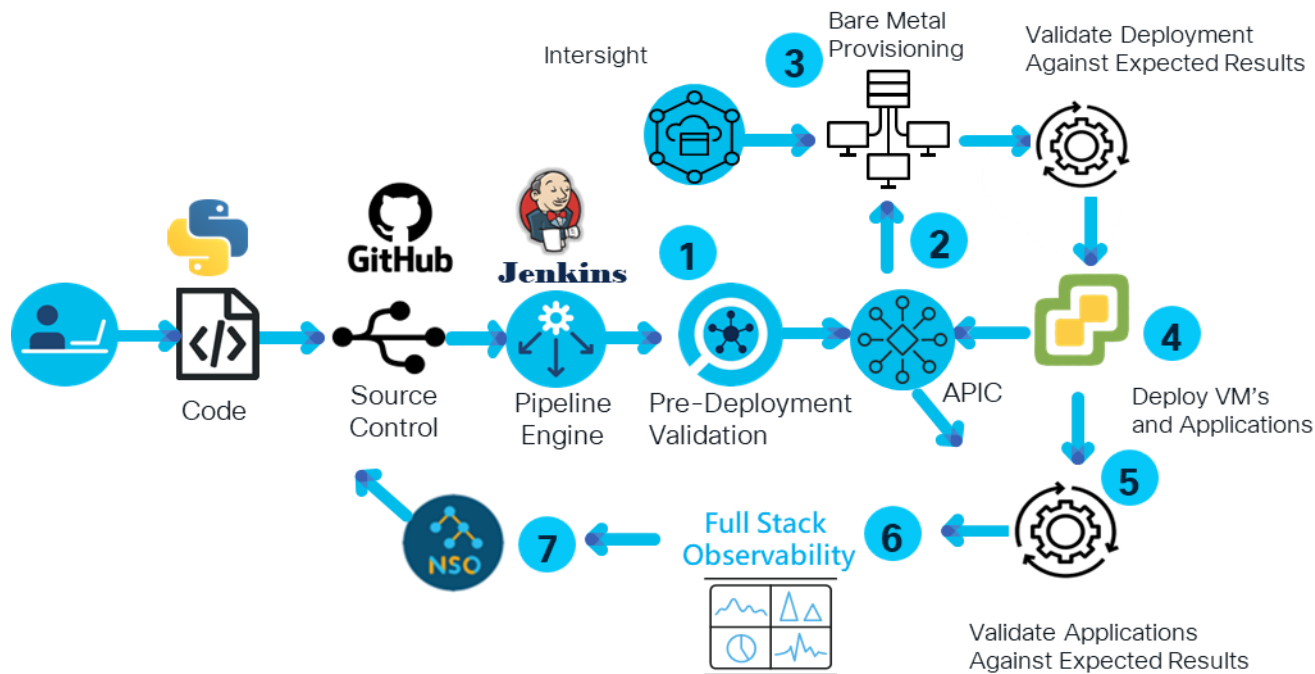 Intersight
3
Bare Metal
Provisioning
Validate Deployment
Against Expected Results
GitHub
Jenkins
1
2
Code
Source
Control
Pipeline
Engine
Pre-Deployment
Validation
APIC
4
Deploy VM's
and Applications
5
NSO
7
Full Stack
Observability
6
Validate Applications
Against Expected Results